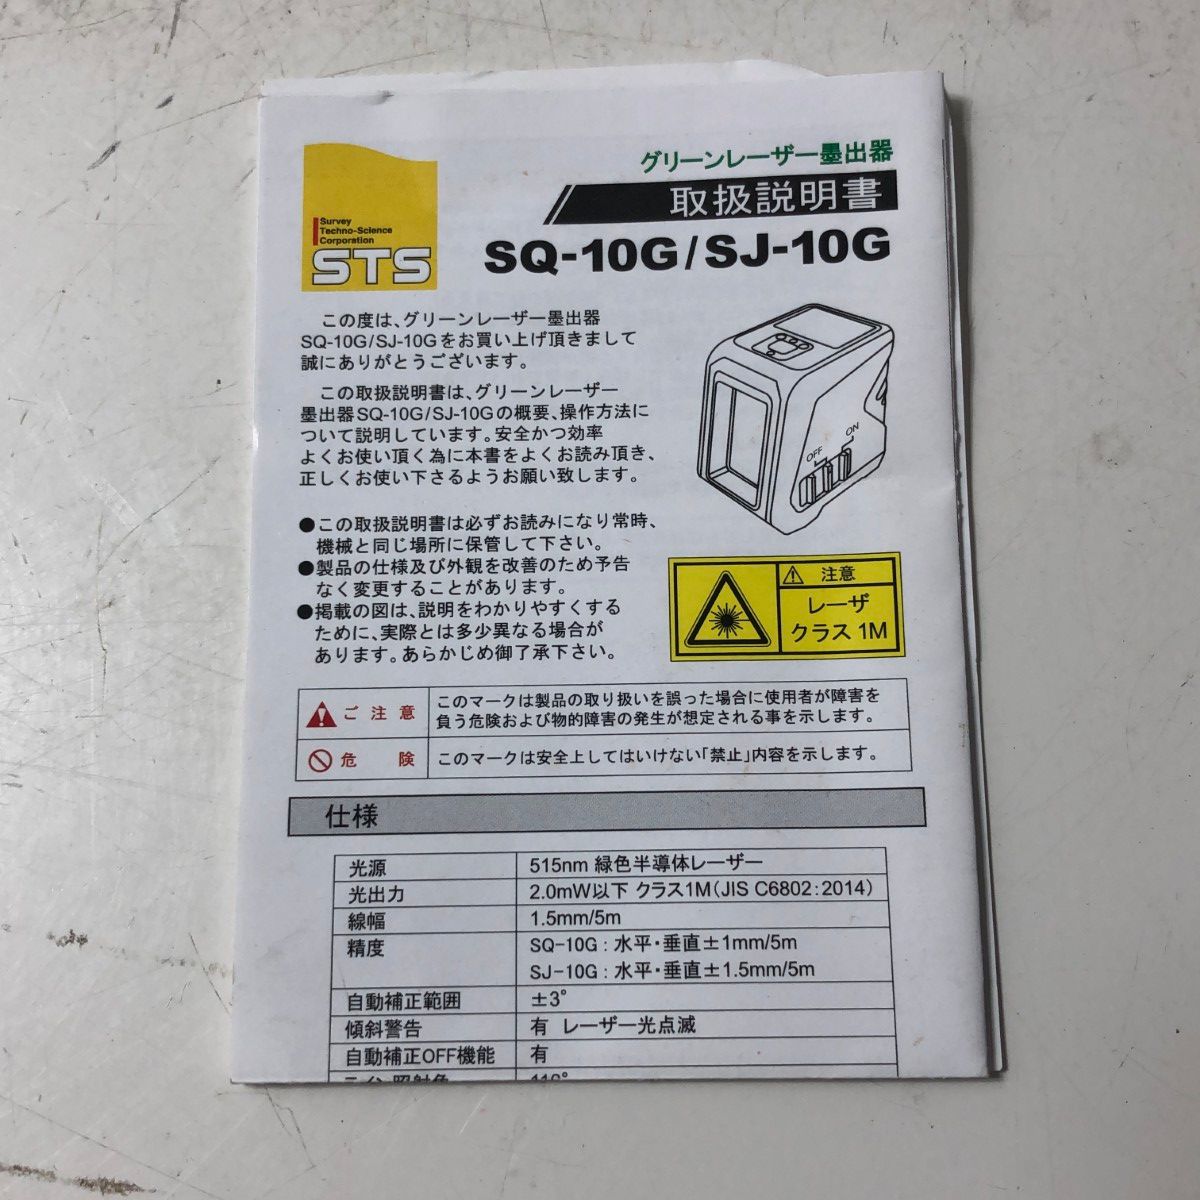 Survey
Techno-Science
Corporation
STS
グリーンレーザー墨出器
取扱説明書
SQ-10G/SJ-10G
この度は、グリーンレーザー墨出器
SQ-10G/SJ-10Gをお買い上げ頂きまして
誠にありがとうございます。
この取扱説明書は、グリーンレーザー
墨出器SQ-10G/SJ-10Gの概要、操作方法に
ついて説明しています。安全かつ効率
よくお使い頂く為に本書をよくお読み頂き、
正しくお使い下さるようお願い致します。
●この取扱説明書は必ずお読みになり常時、
機械と同じ場所に保管して下さい。
●製品の仕様及び外観を改善のため予告
なく変更することがあります。
●掲載の図は、説明をわかりやすくする
ために、実際とは多少異なる場合が
あります。あらかじめ御了承下さい。
OFF
ON
注意
レーザ
クラス 1M
ご注意
このマークは製品の取り扱いを誤った場合に使用者が障害を
負う危険および物的障害の発生が想定される事を示します。
危険
このマークは安全上してはいけない「禁止」内容を示します。
仕様
光源 515nm 緑色半導体レーザー
光出力 2.0mW以下 クラス1M(JIS C6802:2014)
線幅 1.5mm/5m
精度 SQ-10G : 水平・垂直±1mm/5m
SJ-10G : 水平・垂直±1.5mm/5m
自動補正範囲 ±3°
傾斜警告 有 レーザー光点滅
自動補正OFF機能 有